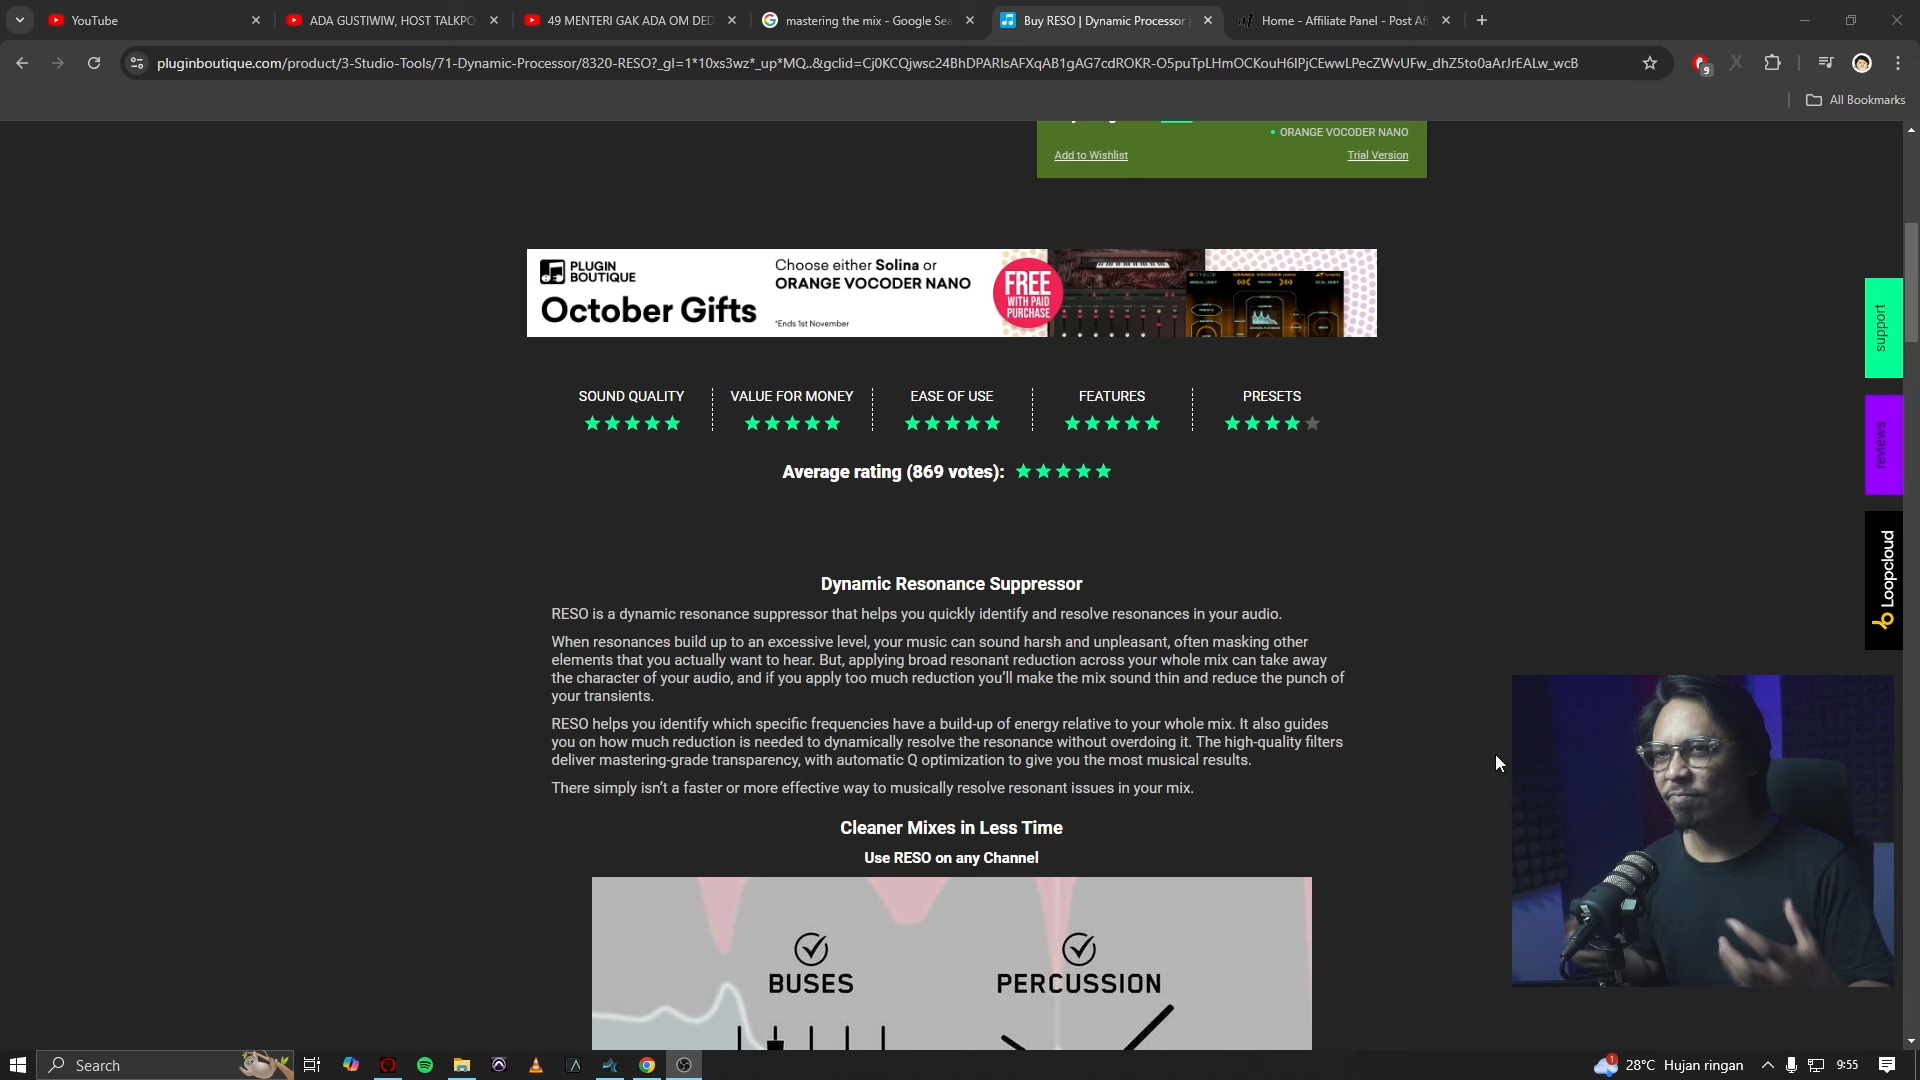 YouTube
ADA GUSTIWIW, HOST TALKPO
49 MENTERI GAK ADA OM DED
mastering the mix - Google Sea
Buy RESO | Dynamic Processor
Home - Affiliate Panel - Post Aff
pluginboutique.com/product/3-Studio-Tools/71-Dynamic-Processor/8320-RESO?_gl=1*10xs3wz*_up*MQ..&gclid=Cj0KCQjwsc24BhDPARIsAFXqAB1gAG7cdROKR-O5puTpLHmOCKouH6IPjCEwwLPecZWvUFw_dhZ5to0aArJrEALw_wcB
9
All Bookmarks
• ORANGE VOCODER NANO
Add to Wishlist
Trial Version
PLUGIN
BOUTIQUE
October Gifts
Choose either Solina or
ORANGE VOCODER NANO
*Ends 1st November
FREE
WITH PAID
PURCHASE
support
reviews
Loopcloud
SOUND QUALITY
VALUE FOR MONEY
EASE OF USE
FEATURES
PRESETS
Average rating (869 votes):
Dynamic Resonance Suppressor
RESO is a dynamic resonance suppressor that helps you quickly identify and resolve resonances in your audio.
When resonances build up to an excessive level, your music can sound harsh and unpleasant, often masking other
elements that you actually want to hear. But, applying broad resonant reduction across your whole mix can take away
the character of your audio, and if you apply too much reduction you’ll make the mix sound thin and reduce the punch of
your transients.
RESO helps you identify which specific frequencies have a build-up of energy relative to your whole mix. It also guides
you on how much reduction is needed to dynamically resolve the resonance without overdoing it. The high-quality filters
deliver mastering-grade transparency, with automatic Q optimization to give you the most musical results.
There simply isn’t a faster or more effective way to musically resolve resonant issues in your mix.
Cleaner Mixes in Less Time
Use RESO on any Channel
BUSES
PERCUSSION
Search
1
28°C Hujan ringan
9:55